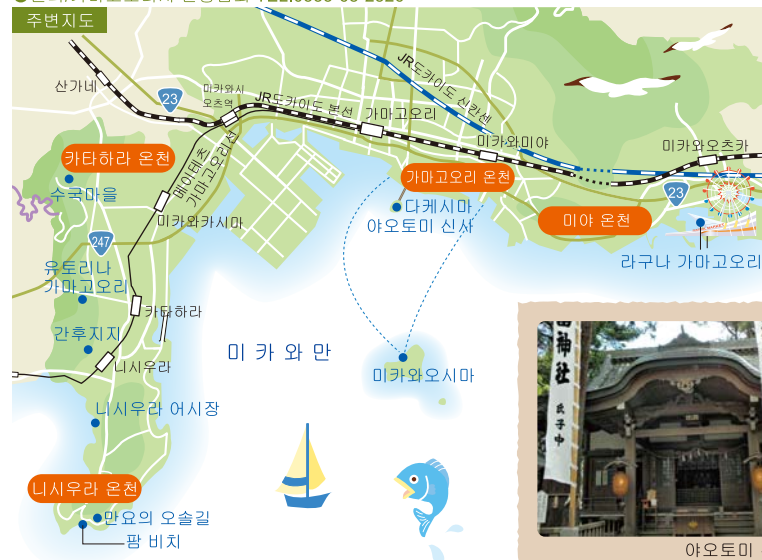 주변지도
산가네
23
미카와시
오츠역
JR도카이도 본선
JR도카이도 신칸센
가마고오리
미카와미야
미카와오츠카
카타하라 온천
메이테츠
가마고오리선
가마고오리 온천
수국마을
다케시마
야오토미 신사
미야 온천
23
미카와카시마
247
라구나 가마고오리
유토리나
가마고오리
카타하라
간후지지
니시우라
미카와만
미카와오시마
니시우라 어시장
니시우라 온천
만요의 오솔길
팜 비치
神社
氏子中
야오토미